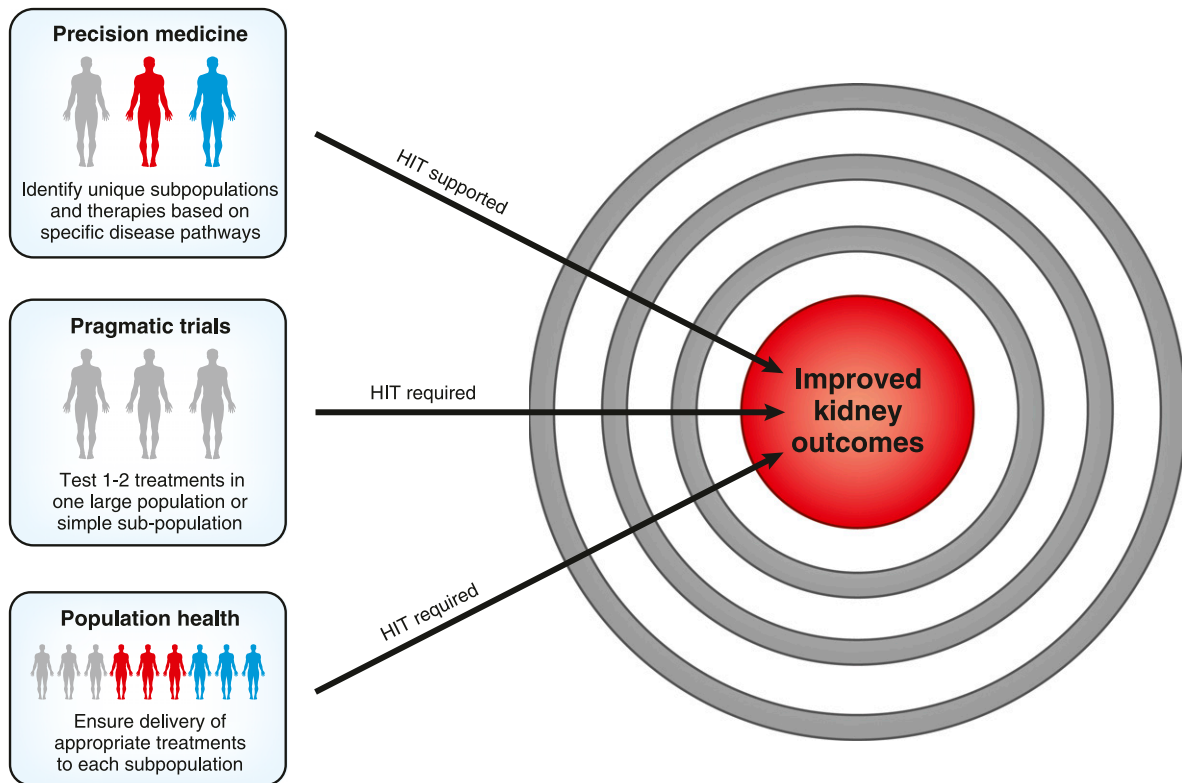 Precision medicine
Identify unique subpopulations
and therapies based on
specific disease pathways
HIT supported
Pragmatic trials
Test 1-2 treatments in
one large population or
simple sub-population
HIT required
Improved
kidney
outcomes
Population health
Ensure delivery of
appropriate treatments
to each subpopulation
HIT required